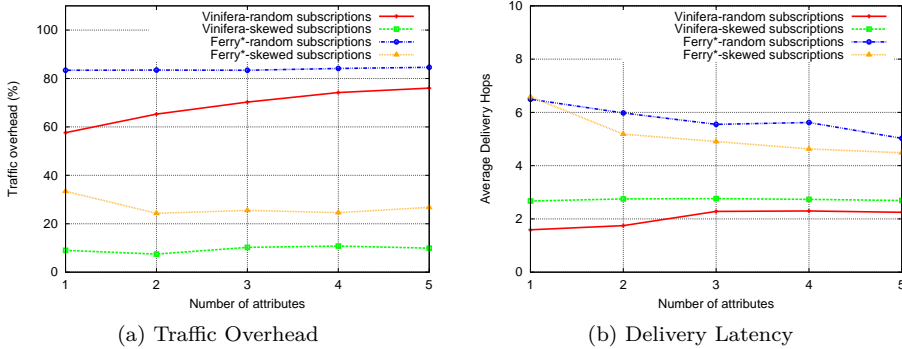 Vinifera-random subscriptions
Vinifera-skewed subscriptions
Ferry*-random subscriptions
Ferry*-skewed subscriptions
Traffic overhead (%)
100
80
60
40
20
0
1 2 3 4 5
Number of attributes
(a) Traffic Overhead
Vinifera-random subscriptions
Vinifera-skewed subscriptions
Ferry*-random subscriptions
Ferry*-skewed subscriptions
Average Delivery Hops
10
8
6
4
2
0
1 2 3 4 5
Number of attributes
(b) Delivery Latency